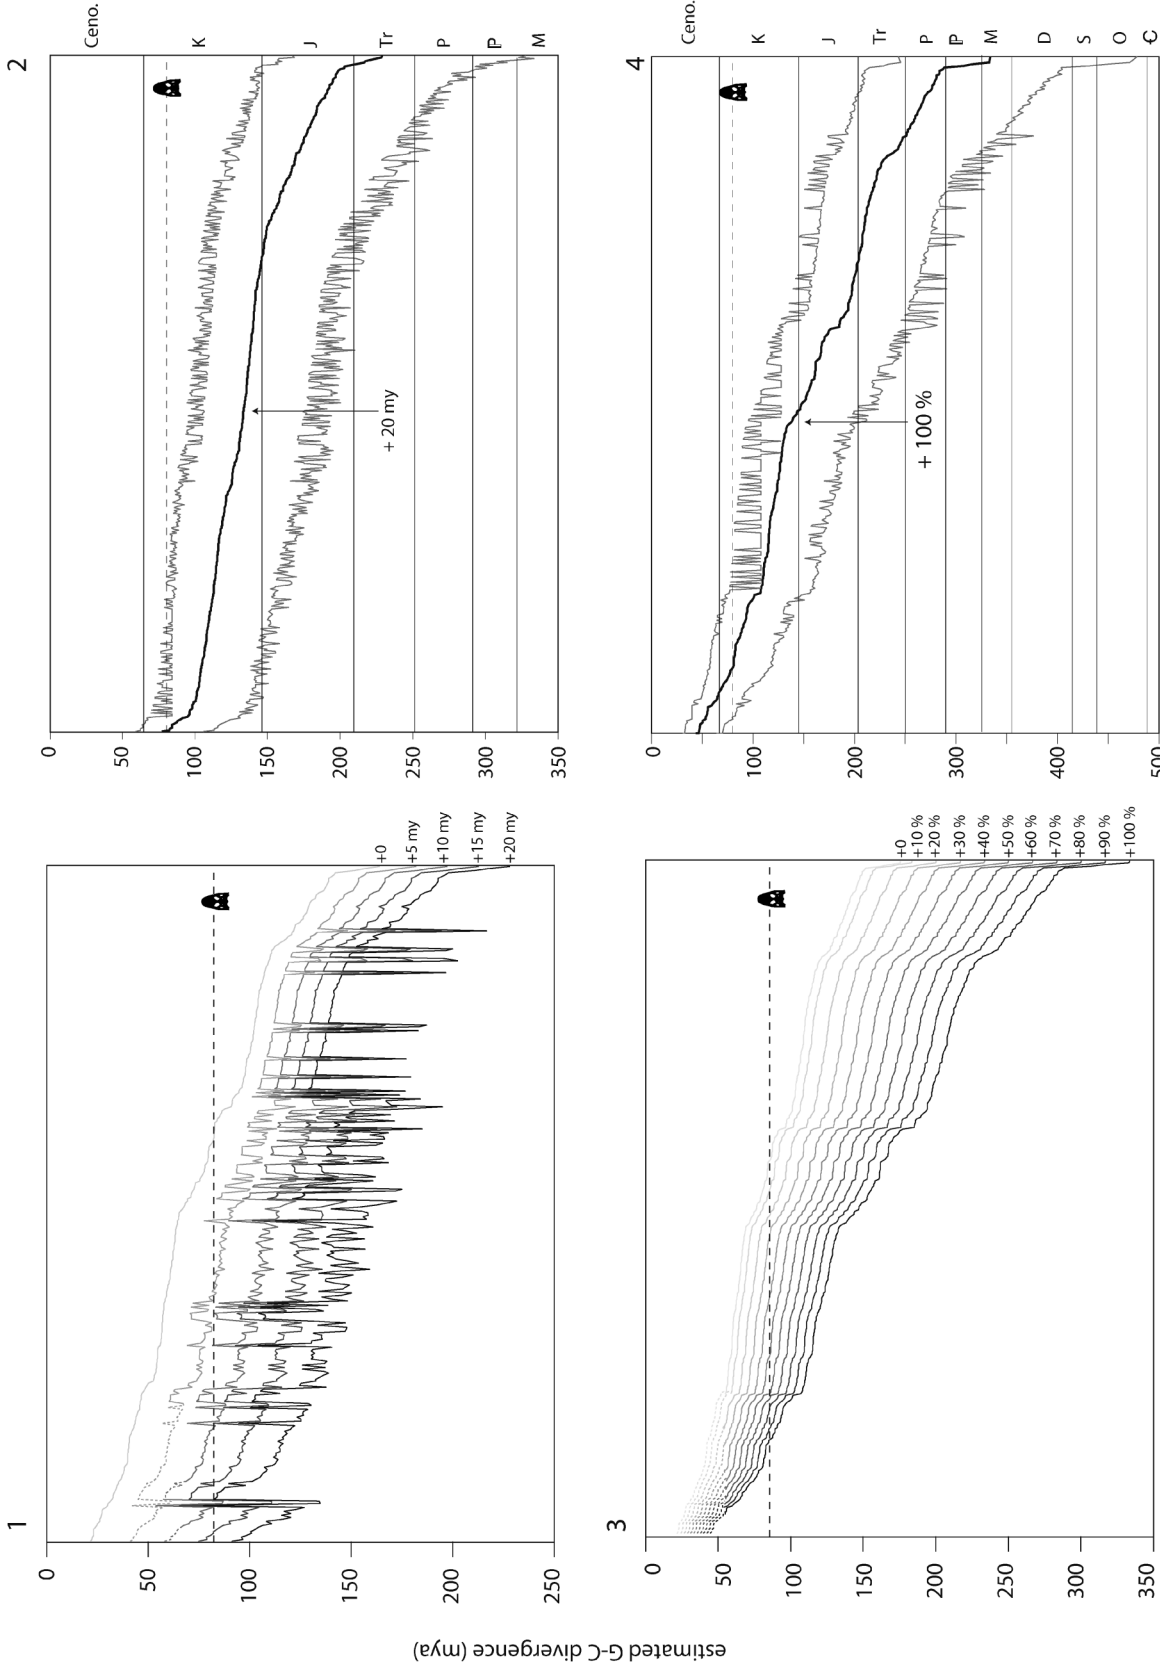 1
0
50
100
150
200
250
+0
+5 my
+10 my
+15 my
+20 my
2
0
50
100
150
200
250
300
350
+ 20 my
Ceno.
K
J
Tr
P
ℙ
M
3
0
50
100
150
200
250
300
350
+0
+10 %
+20 %
+30 %
+40 %
+50 %
+60 %
+70 %
+80 %
+90 %
+100 %
4
0
100
200
300
400
500
+ 100 %
Ceno.
K
J
Tr
P
ℙ
M
D
S
O
Ꞓ
estimated G-C divergence (mya)